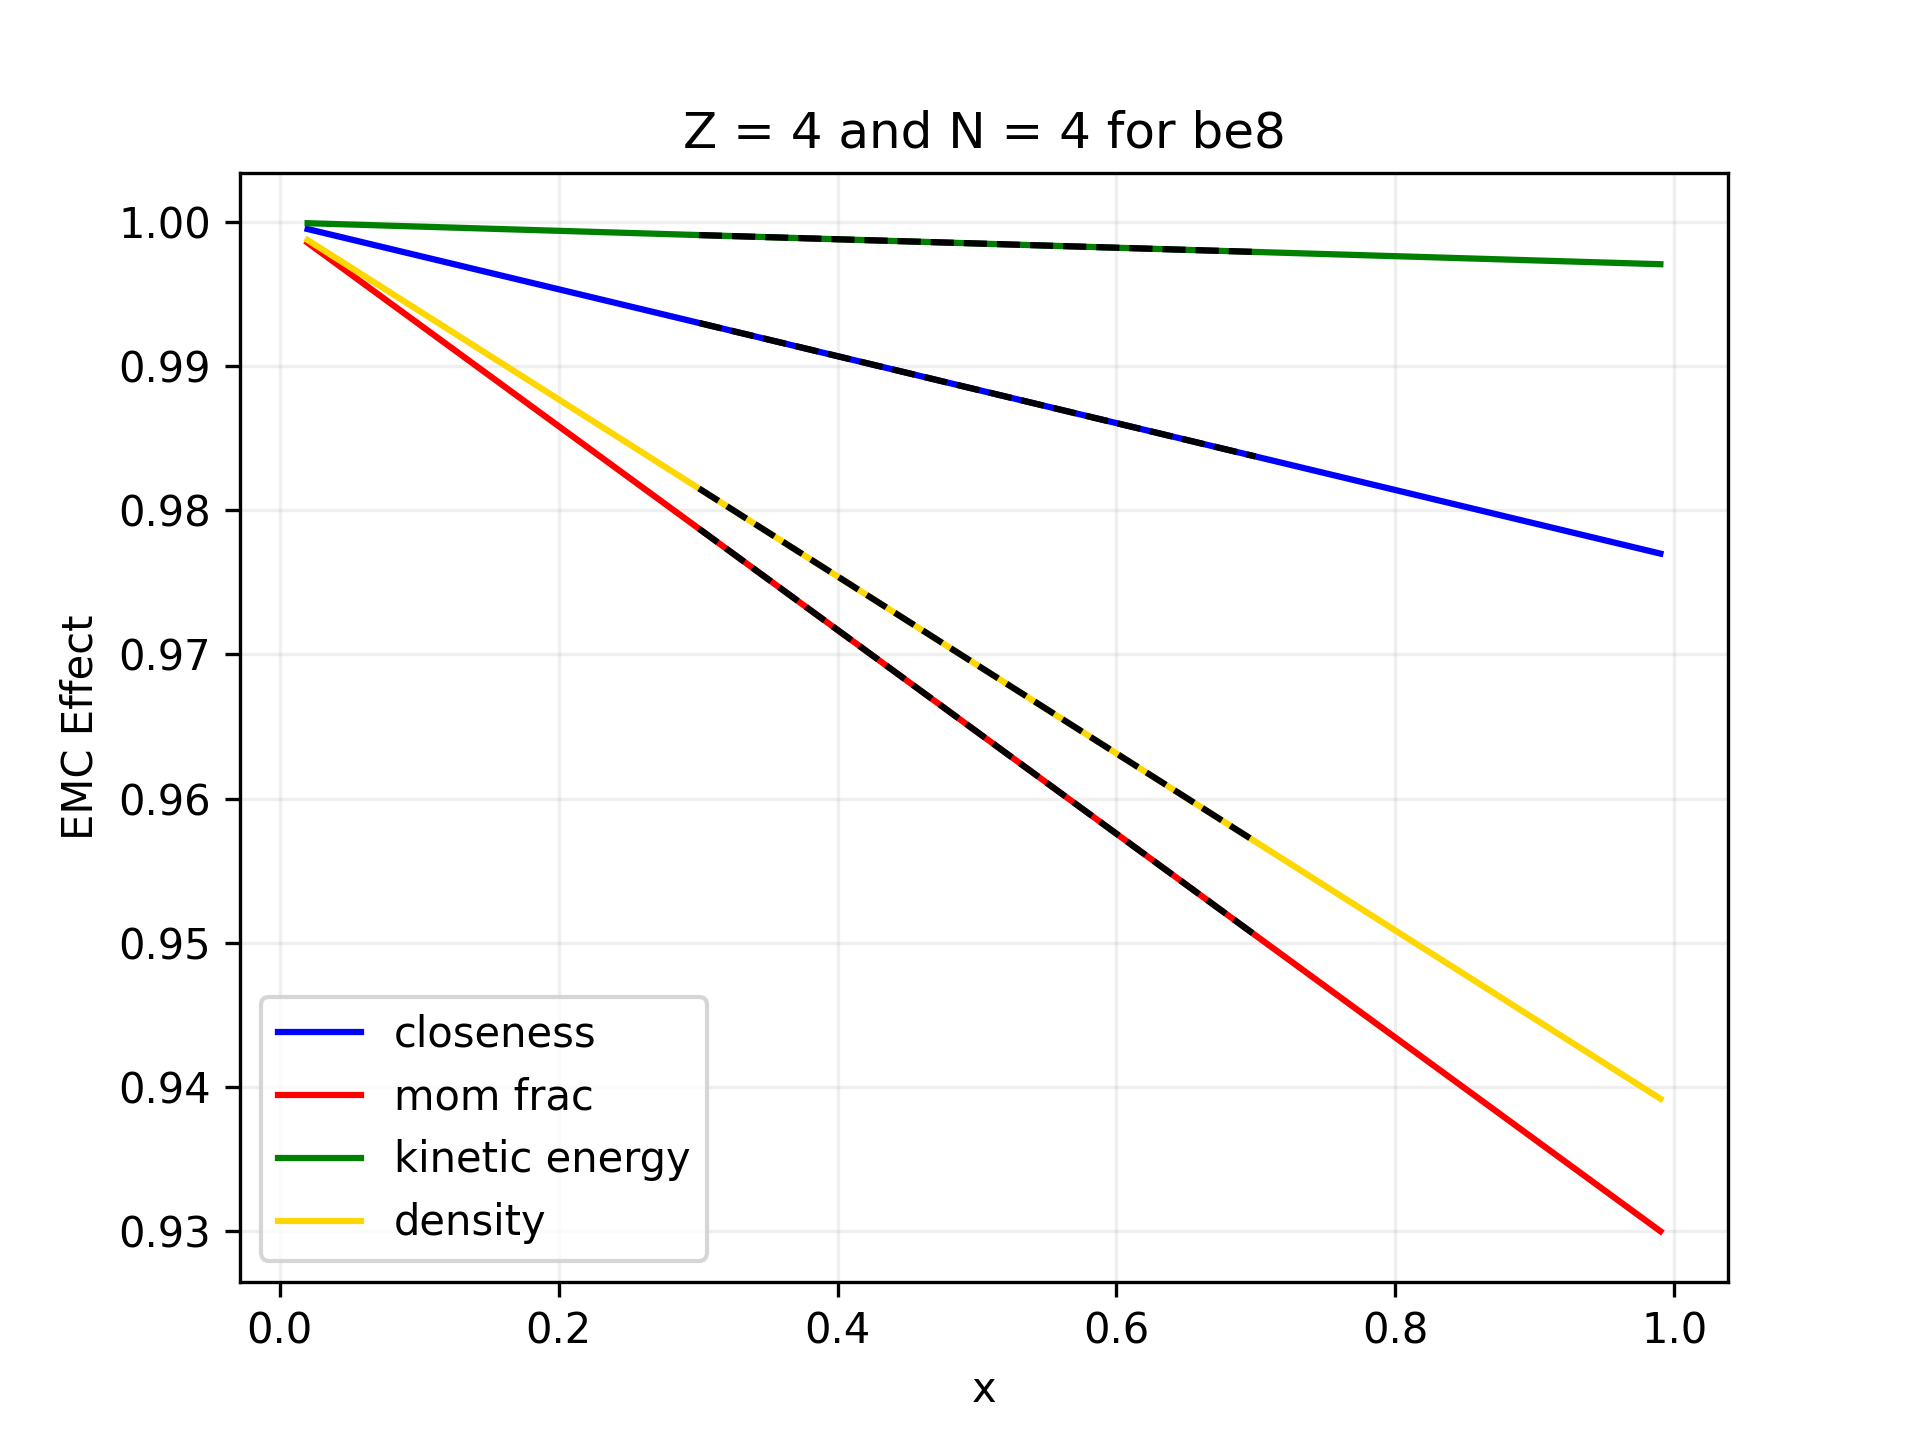 Z = 4 and N = 4 for be8
1.00
0.99
0.98
0.97
0.96
0.95
0.94
0.93
EMC Effect
closeness
mom frac
kinetic energy
density
0.0 0.2 0.4 0.6 0.8 1.0
x